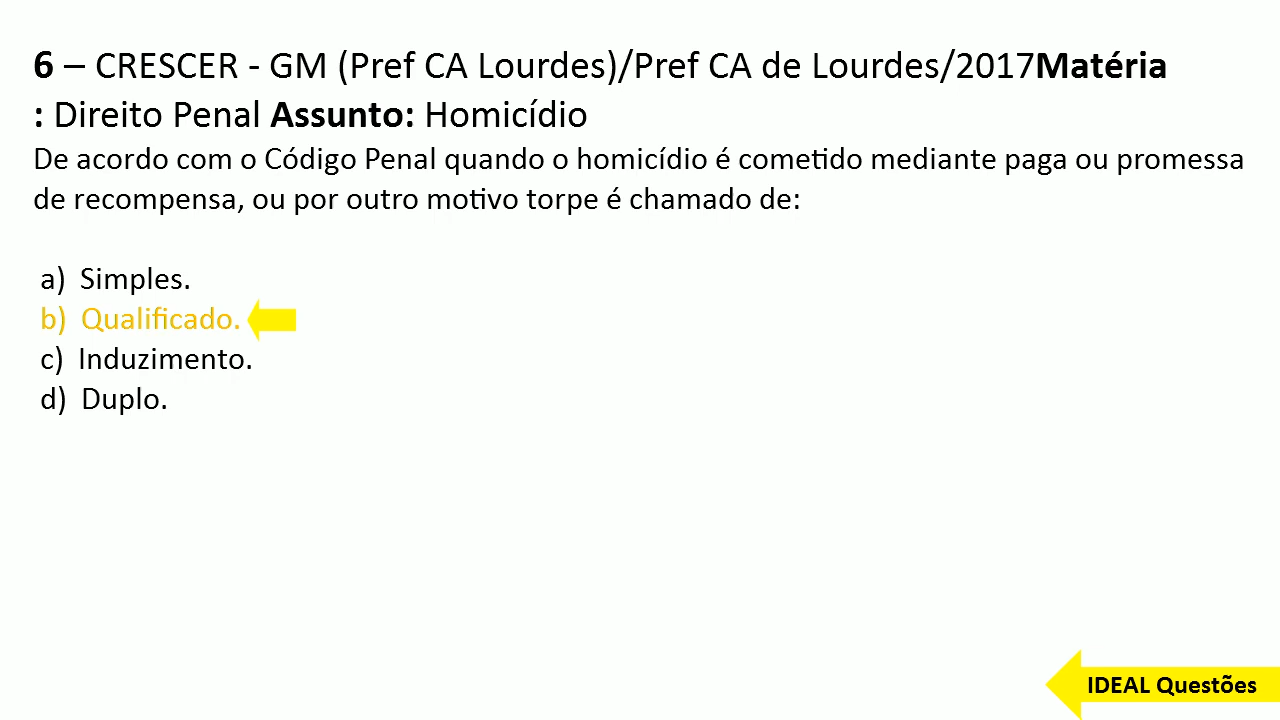 6 – CRESCER - GM (Pref CA Lourdes)/Pref CA de Lourdes/2017Matéria
: Direito Penal Assunto: Homicídio
De acordo com o Código Penal quando o homicídio é cometido mediante paga ou promessa
de recompensa, ou por outro motivo torpe é chamado de:
a) Simples.
b) Qualificado.
c) Induzimento.
d) Duplo.
IDEAL Questões